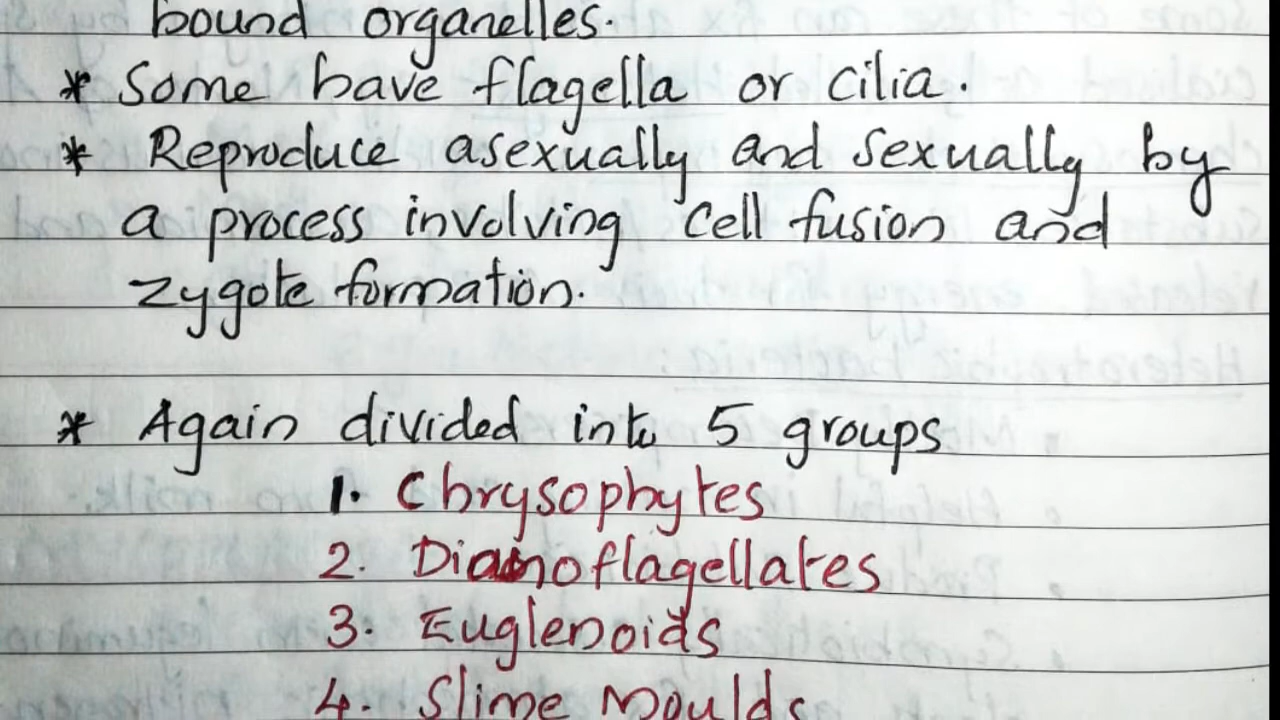 bound organelles.
* Some have flagella or cilia.
* Reproduce asexually and sexually by
a process involving cell fusion and
zygote formation.
* Again divided into 5 groups
1. Chrysophytes
2. Dianoflagellates
3. Euglenoids
4. Slime Moulds